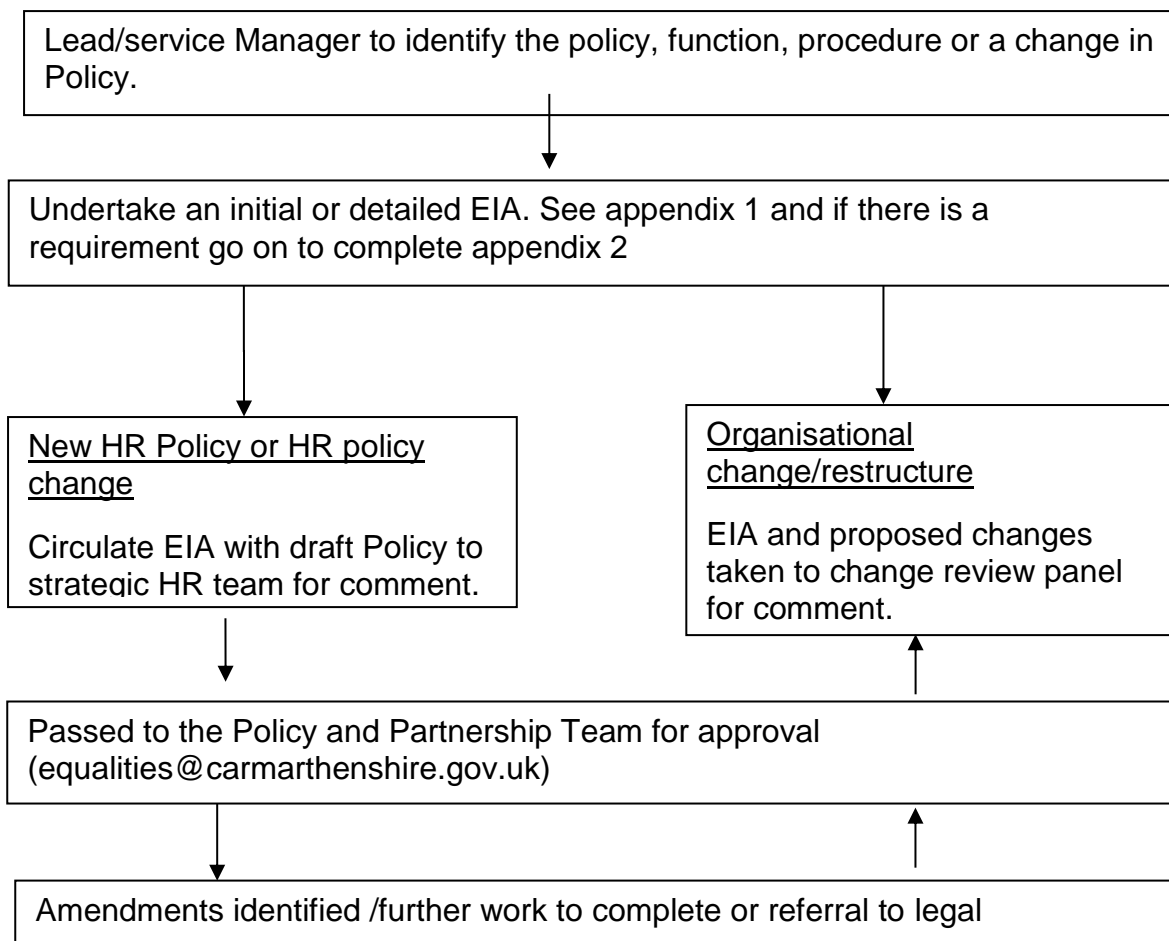 Lead/service Manager to identify the policy, function, procedure or a change in
Policy.
Undertake an initial or detailed EIA. See appendix 1 and if there is a
requirement go on to complete appendix 2
New HR Policy or HR policy
change
Circulate EIA with draft Policy to
strategic HR team for comment.
Organisational
change/restructure
EIA and proposed changes
taken to change review panel
for comment.
Passed to the Policy and Partnership Team for approval
(equalities@carmarthenshire.gov.uk)
Amendments identified /further work to complete or referral to legal